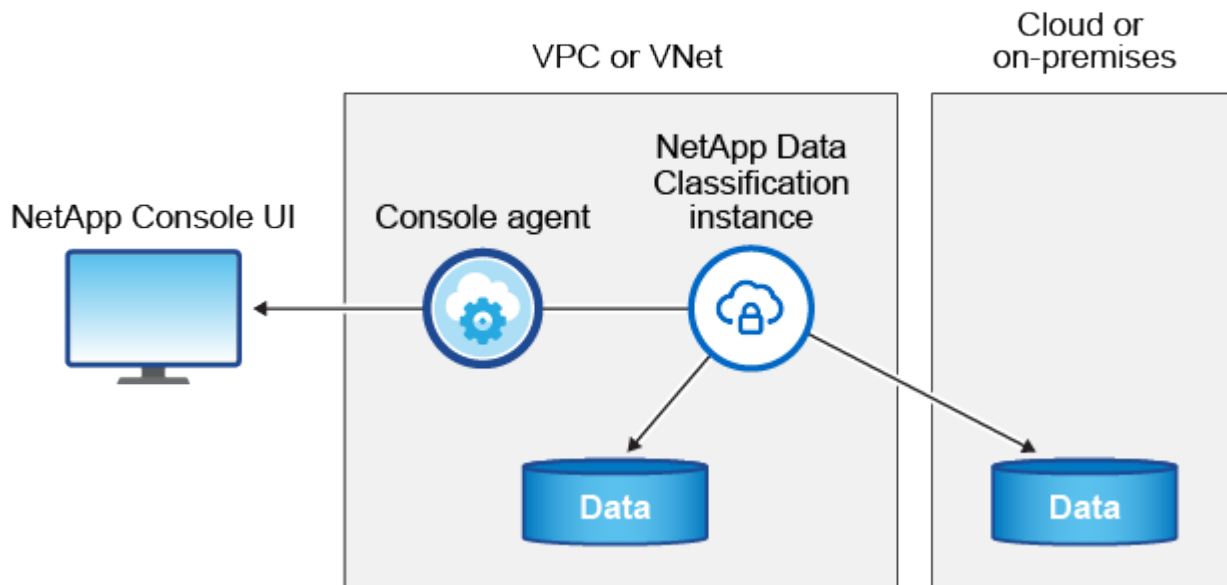 VPC or VNet
Cloud or
on-premises
NetApp Console UI
Console agent
NetApp Data
Classification
instance
Data
Data